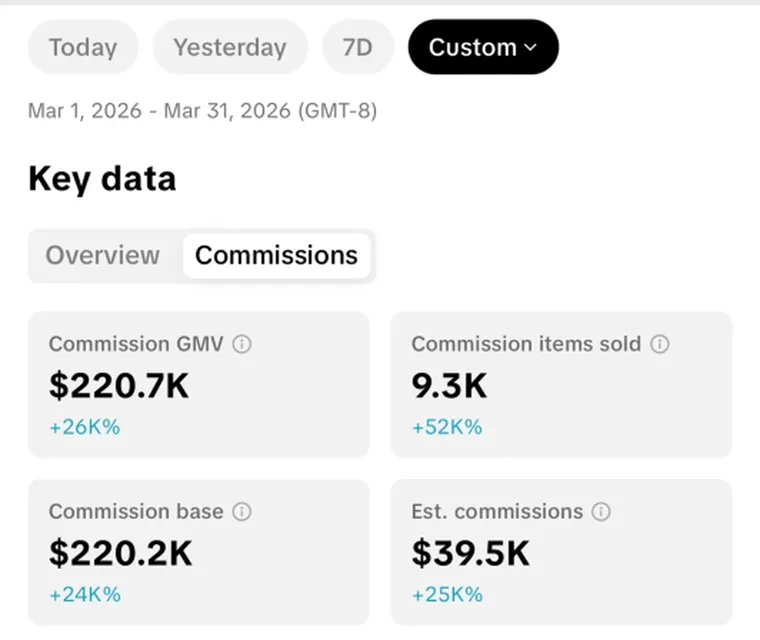 Today Yesterday 7D Custom
Mar 1, 2026 - Mar 31, 2026 (GMT-8)
Key data
Overview Commissions
Commission GMV
$220.7K
+26K%
Commission items sold
9.3K
+52K%
Commission base
$220.2K
+24K%
Est. commissions
$39.5K
+25K%